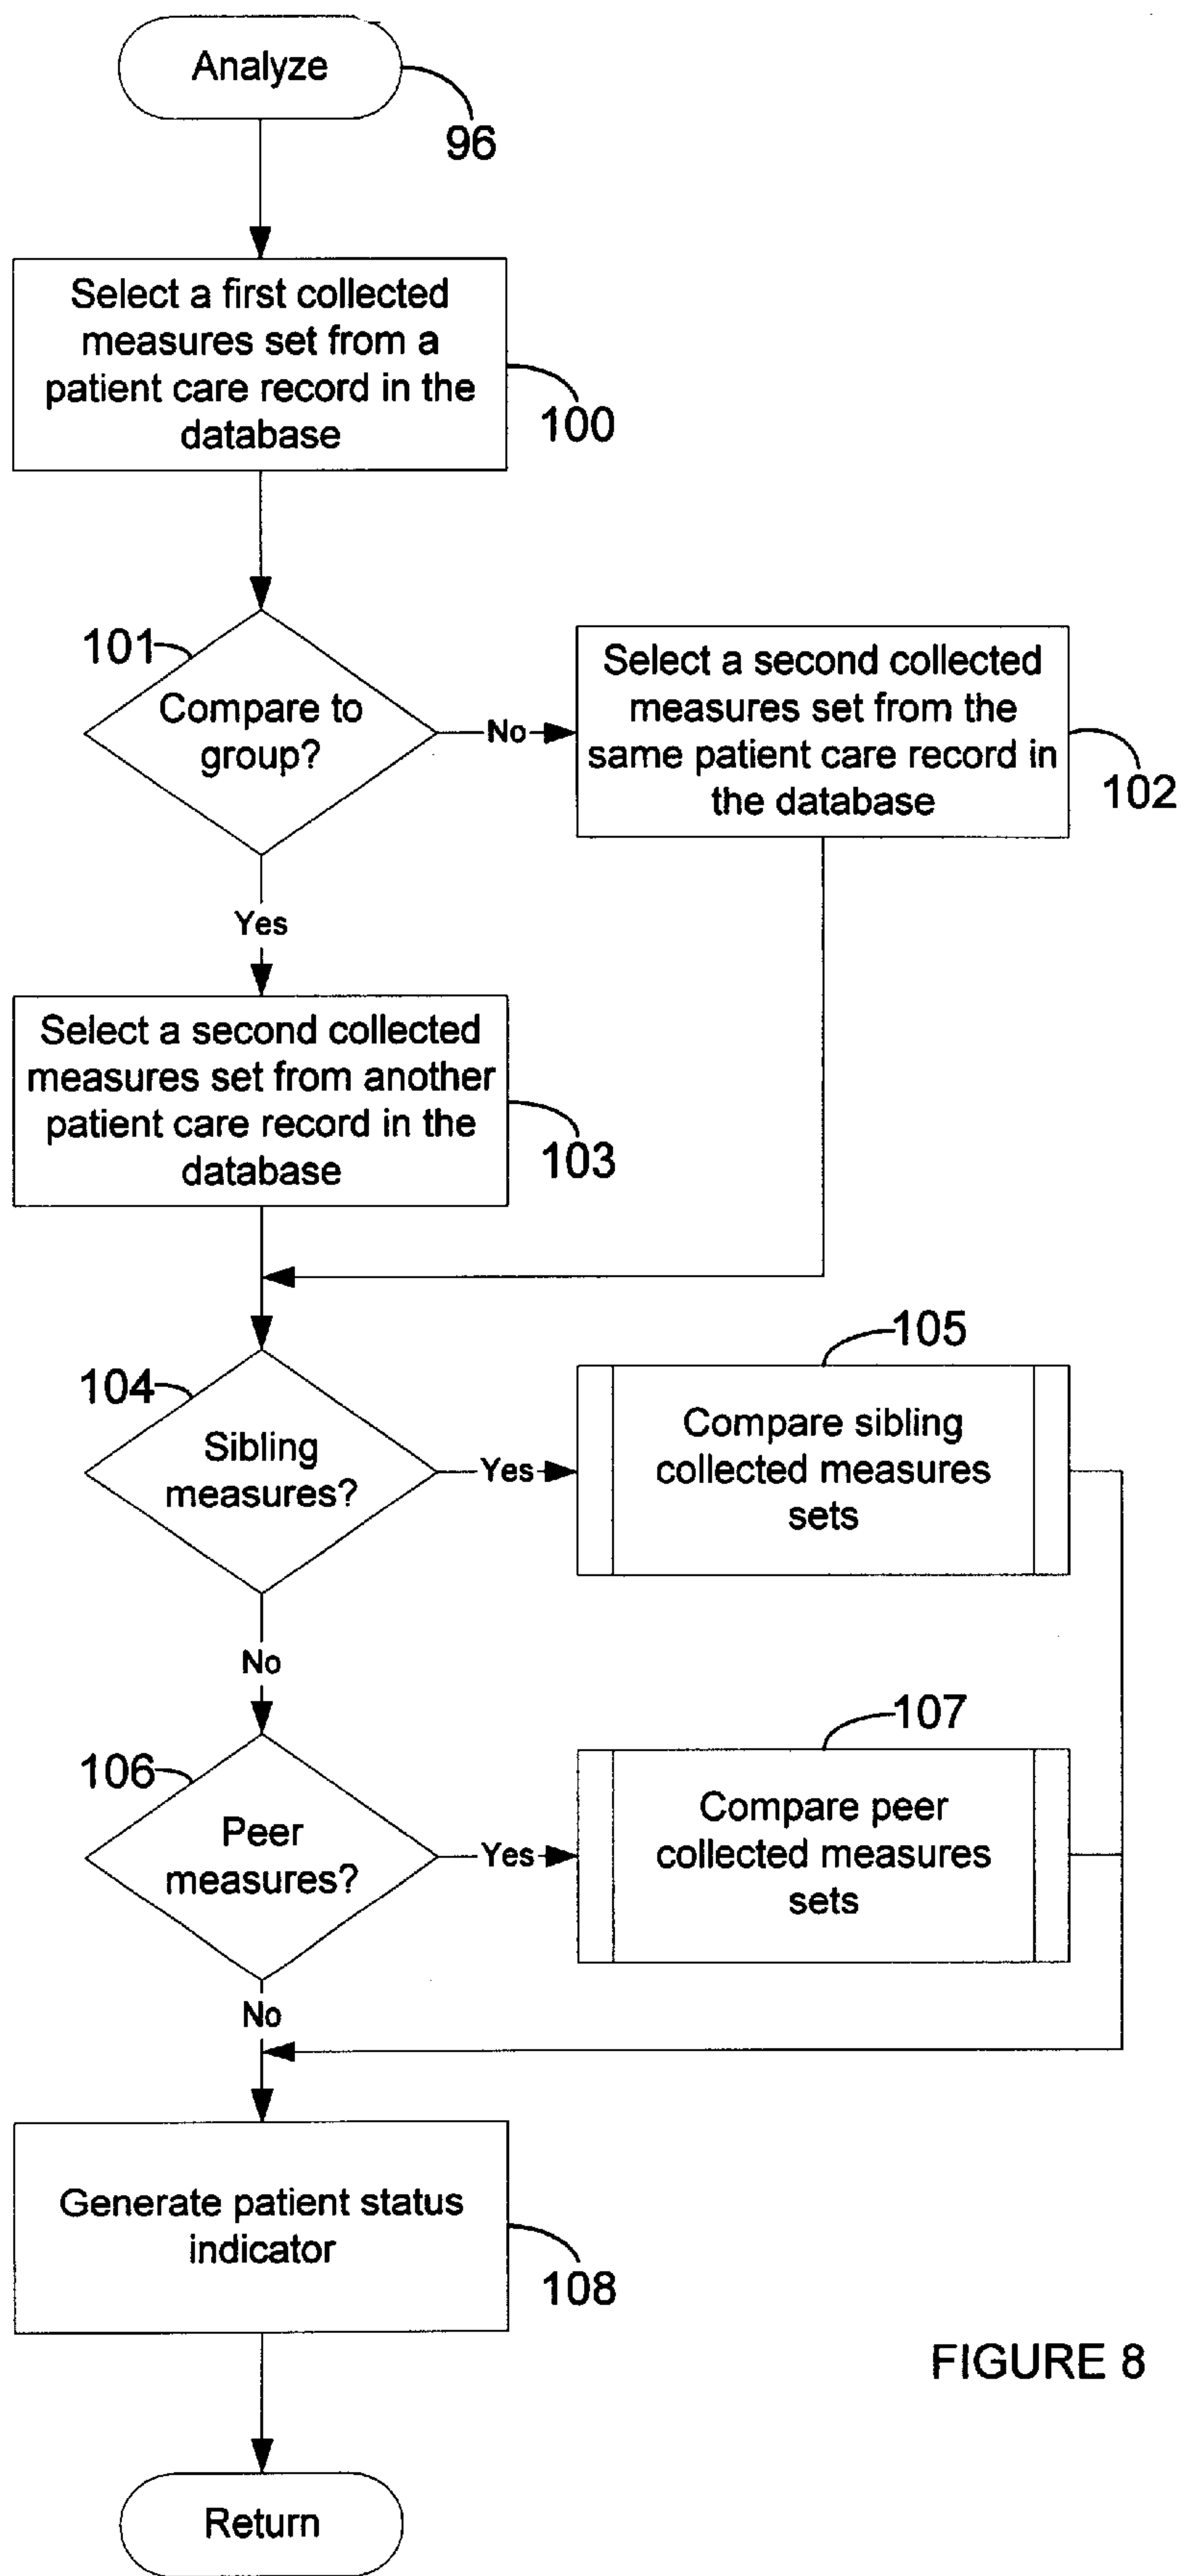 Analyze
96
Select a first collected
measures set from a
patient care record in the
database
100
101
Compare to
group?
No
Select a second collected
measures set from the
same patient care record in
the database
102
Yes
Select a second collected
measures set from another
patient care record in the
database
103
104
Sibling
measures?
Yes
105
Compare sibling
collected measures
sets
No
106
Peer
measures?
Yes
107
Compare peer
collected measures
sets
No
Generate patient status
indicator
108
FIGURE 8
Return